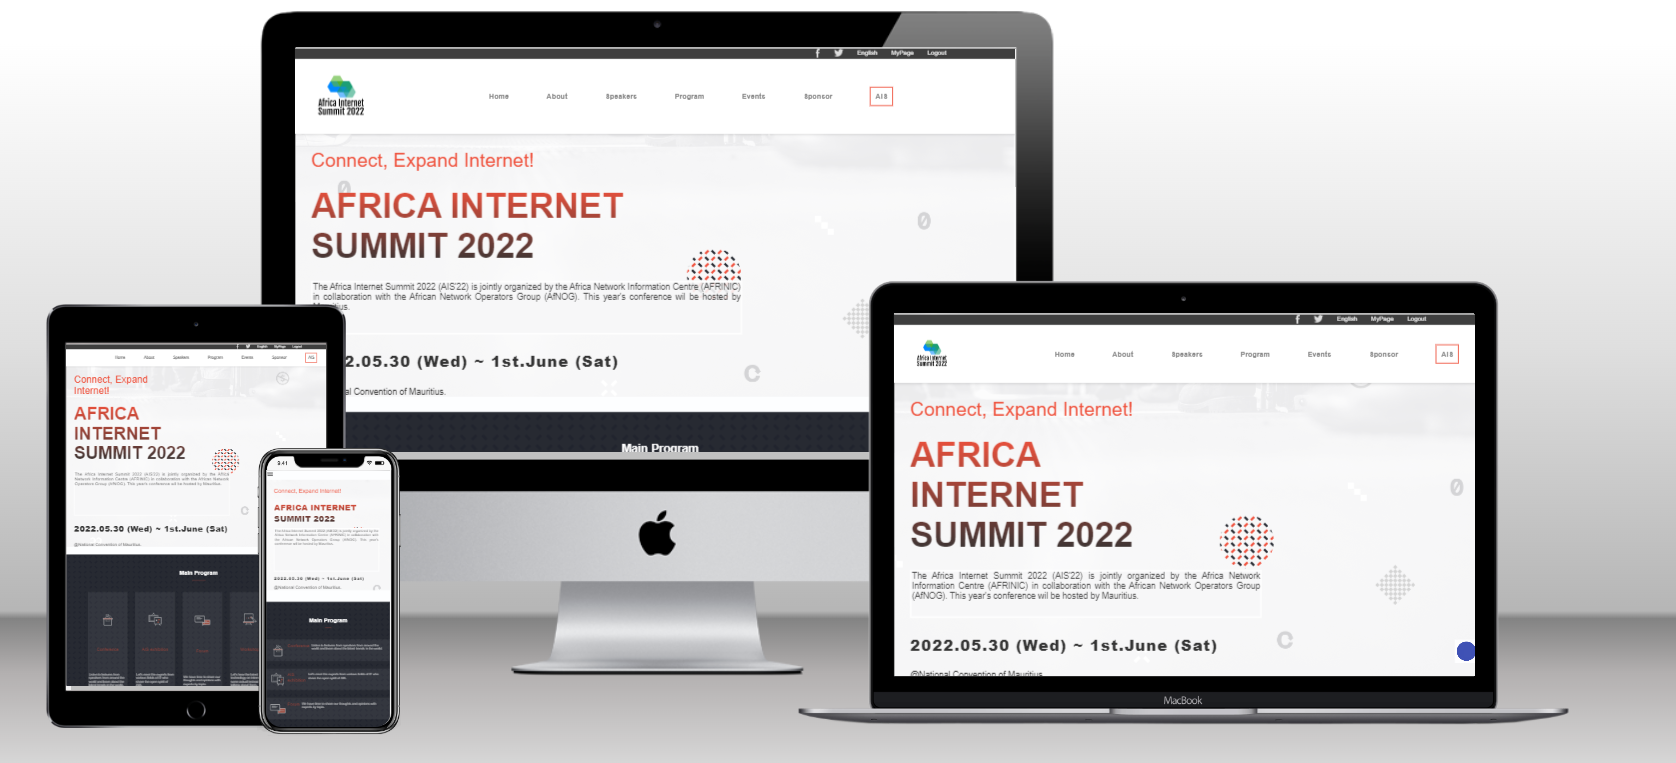 English MyPage Logout
Africa Internet
Summit 2022
Home About Speakers Program Events Sponsor AIS
Connect, Expand Internet!
AFRICA INTERNET
SUMMIT 2022
The Africa Internet Summit 2022 (AIS'22) is jointly organized by the Africa Network Information Centre (AFRINIC)
in collaboration with the African Network Operators Group (AfNOG). This year's conference will be hosted by
2.05.30 (Wed) ~ 1st.June (Sat)
al Convention of Mauritius.
Main Program
English MyPage Logout
Home About Speakers Program Events Sponsor AIS
Connect, Expand
Internet!
AFRICA
INTERNET
SUMMIT 2022
The Africa Internet Summit 2022 (AIS'22) is jointly organized by the Africa
Network Information Centre (AFRINIC) in collaboration with the African Network
Operators Group (AfNOG). This year's conference will be hosted by Mauritius.
2022.05.30 (Wed) ~ 1st.June (Sat)
@National Convention of Mauritius.
Main Program
3:41
Connect, Expand Internet!
AFRICA INTERNET
SUMMIT 2022
2022.05.30 (Wed) ~ 1st.June (Sat)
@National Convention of Mauritius.
Main Program
English MyPage Logout
Africa Internet
Summit 2022
Home About Speakers Program Events Sponsor AIS
Connect, Expand Internet!
AFRICA
INTERNET
SUMMIT 2022
The Africa Internet Summit 2022 (AIS'22) is jointly organized by the Africa Network
Information Centre (AFRINIC) in collaboration with the African Network Operators Group
(AfNOG). This year's conference will be hosted by Mauritius.
2022.05.30 (Wed) ~ 1st.June (Sat)
@National Convention of Mauritius.
MacBook